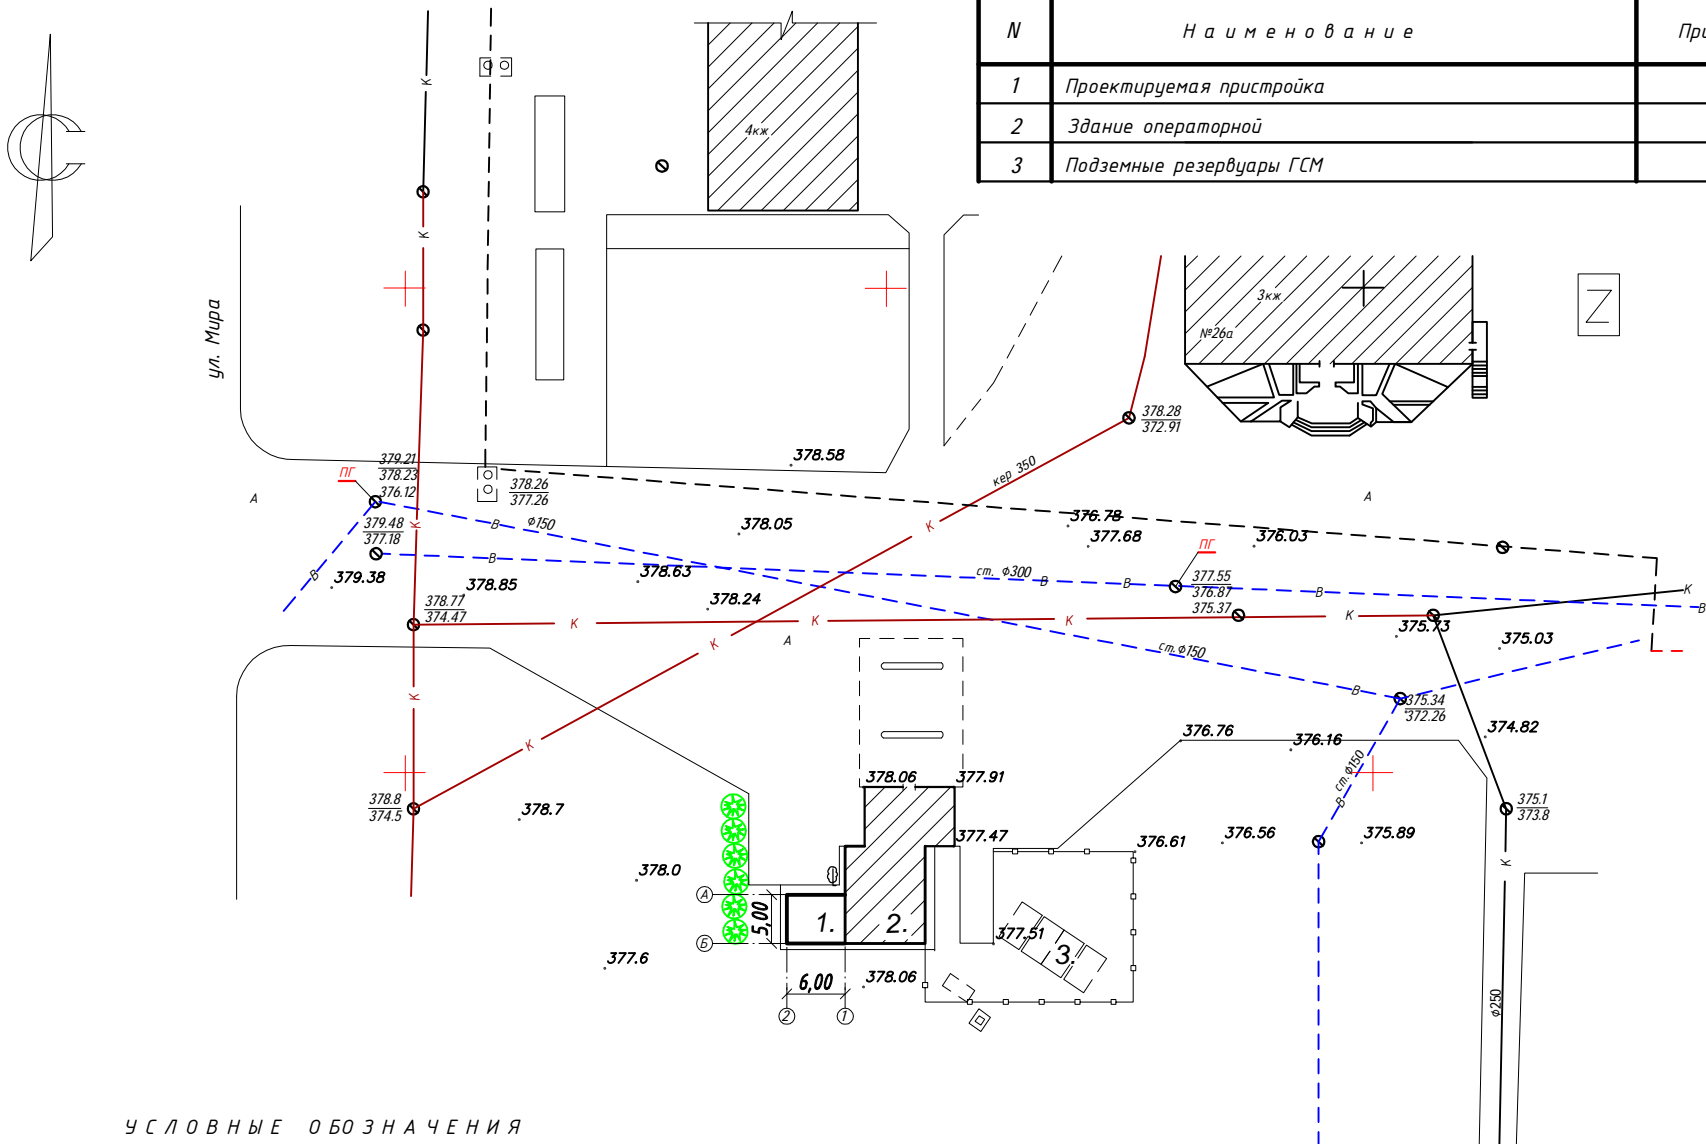 N Наименование При
1 Проектируемая пристройка
2 Здание операторной
3 Подземные резервуары ГСМ
К
4кж
К
3кж
№26а
ул. Мира
378.28
372.91
378.58
кер 350
379.21
378.23
376.12
ПГ
378.26
377.26
А
А
379.48
377.18
К
В
ф150
378.05
К
376.78
377.68
376.03
ПГ
В
379.38
В
378.85
378.63
ст. ф300
В
В
377.55
376.87
375.37
В
К
В
378.77
374.47
378.24
К
К
К
К
К
А
375.73
375.03
ст.ф150
К
В
375.34
372.26
К
376.76
376.16
374.82
378.06
377.91
ст.ф150
В
378.8
374.5
378.7
377.47
376.61
376.56
375.89
375.1
373.8
К
378.0
А
5,00
1.
2.
Б
377.51
3.
377.6
6,00
378.06
ф250
2
1
УСЛОВНЫЕ ОБОЗНАЧЕНИЯ